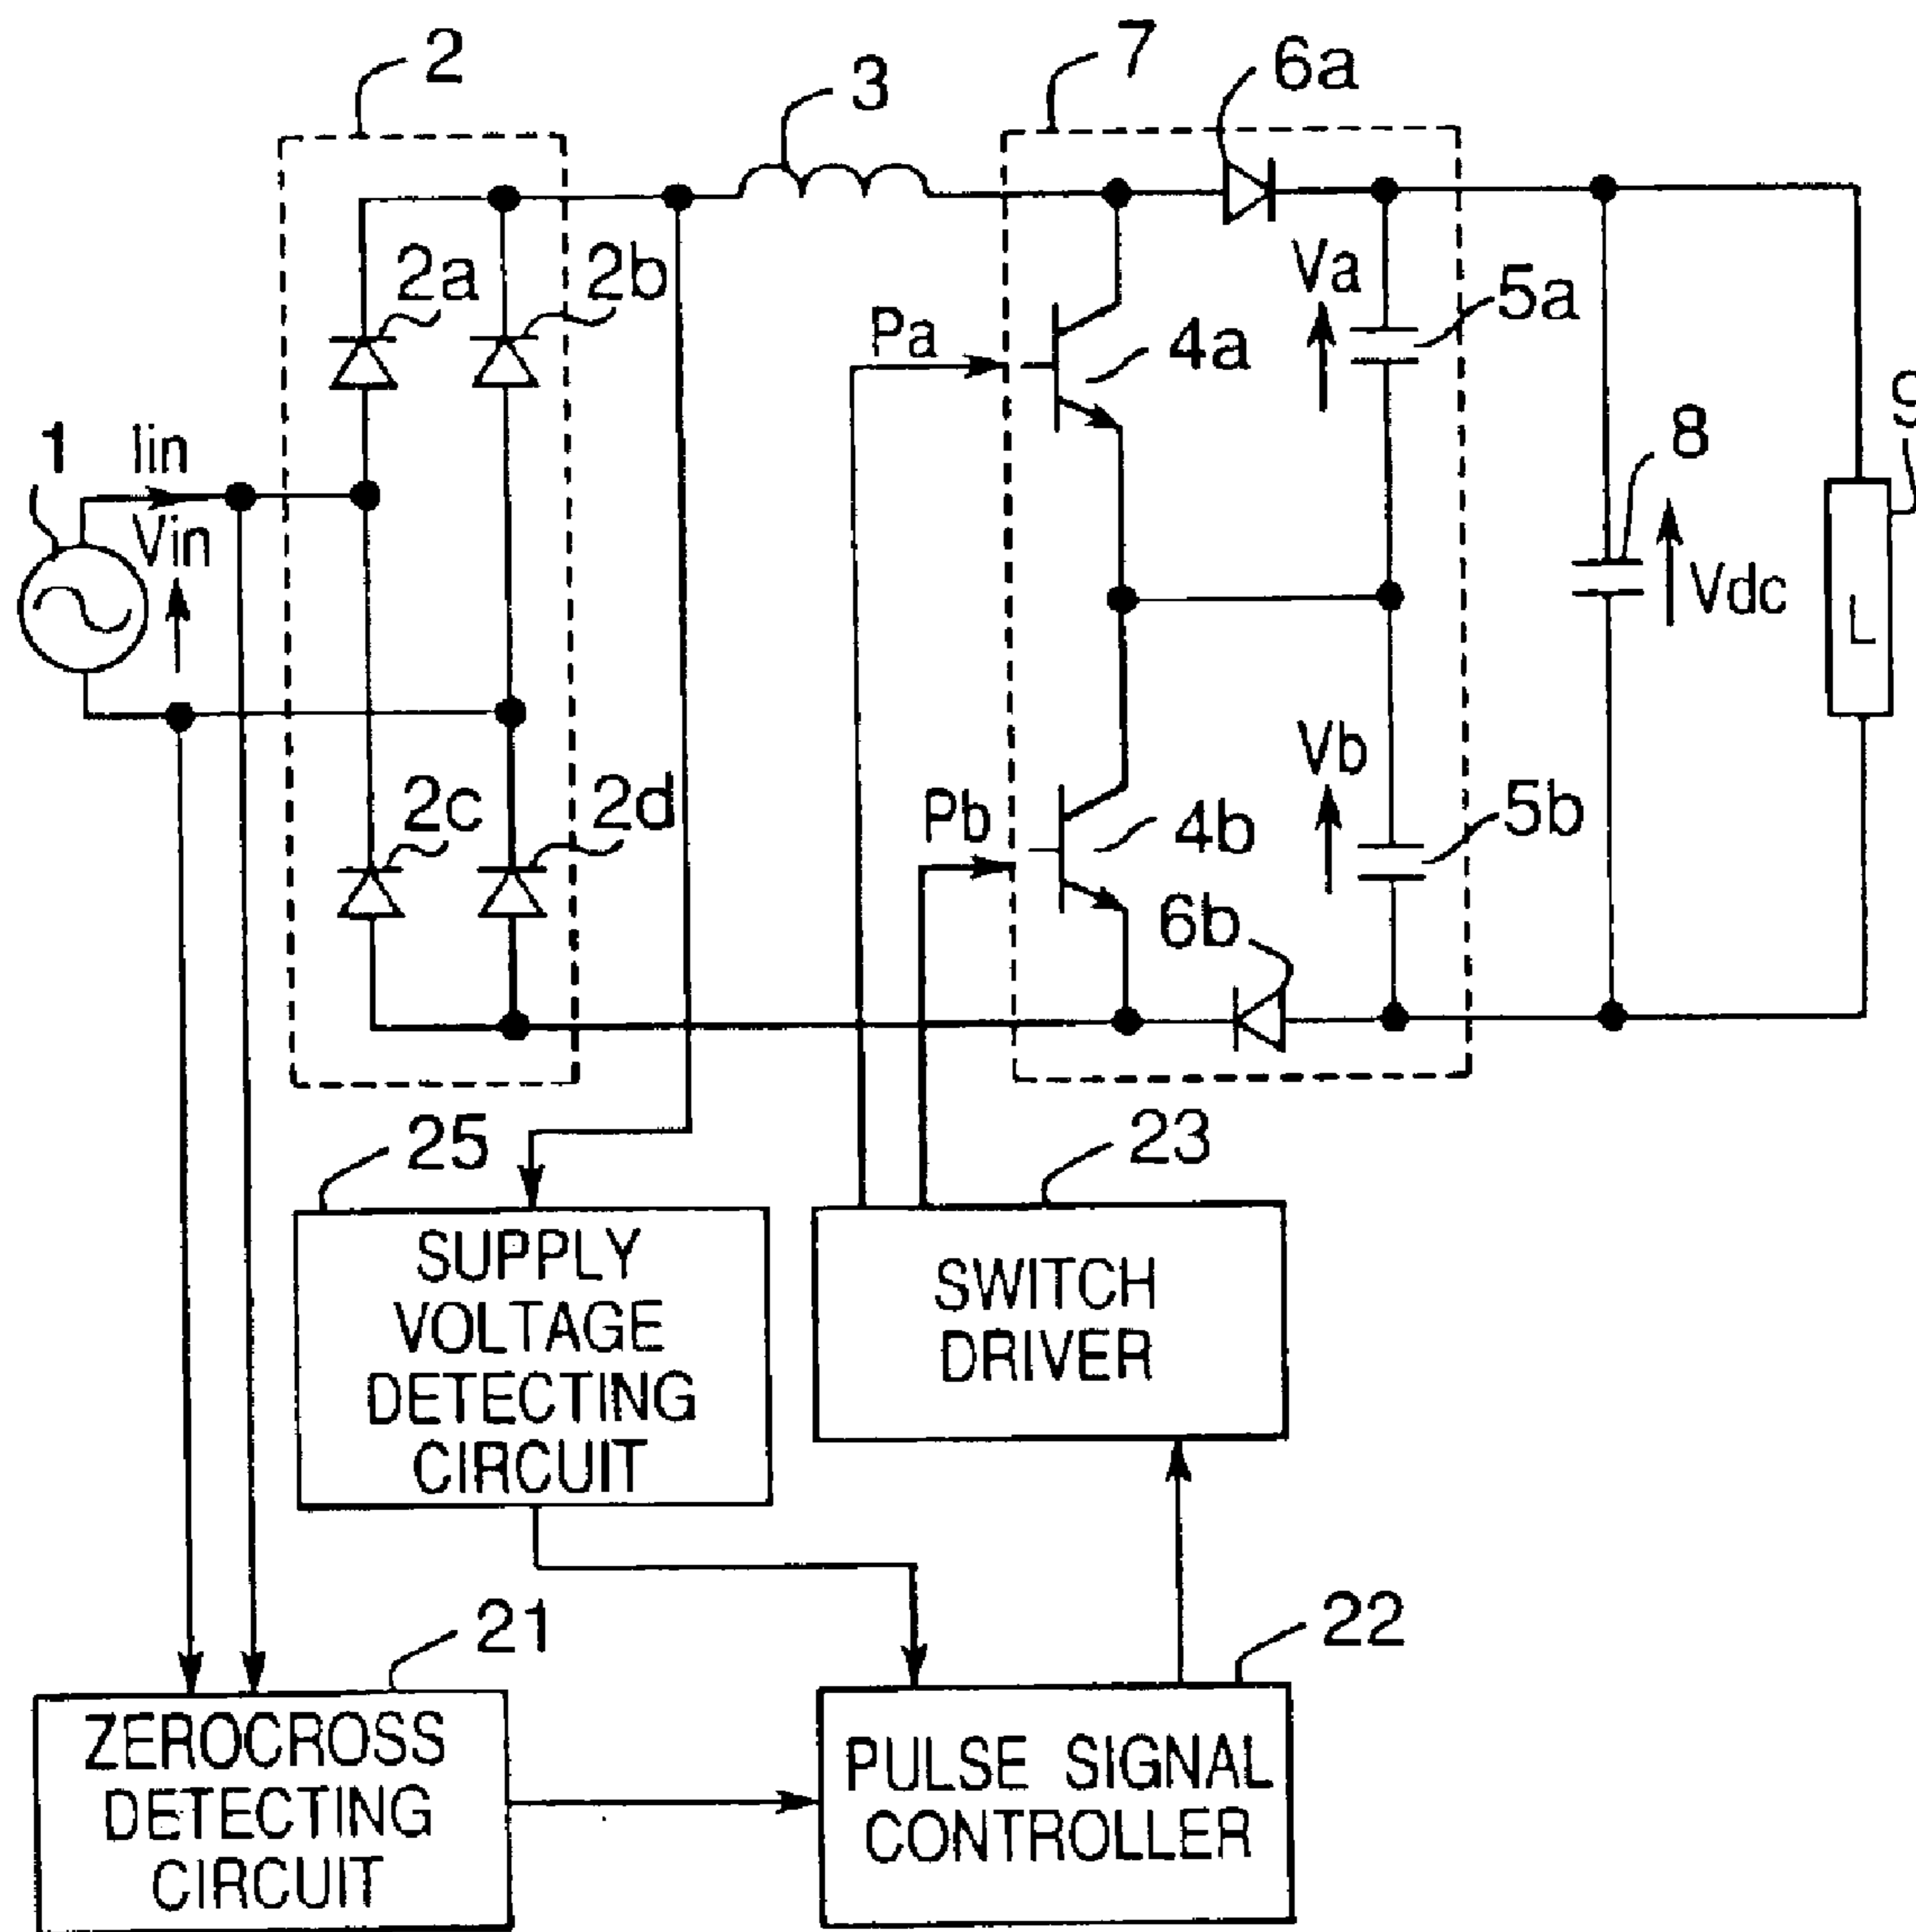 2
3
7
6a
2a
2b
Va
5a
Pa
4a
1
Iin
Vin
8
9
Vdc
L
2c
2d
Pb
4b
Vb
5b
6b
25
23
SUPPLY
VOLTAGE
DETECTING
CIRCUIT
SWITCH
DRIVER
21
22
ZEROCROSS
DETECTING
CIRCUIT
PULSE SIGNAL
CONTROLLER